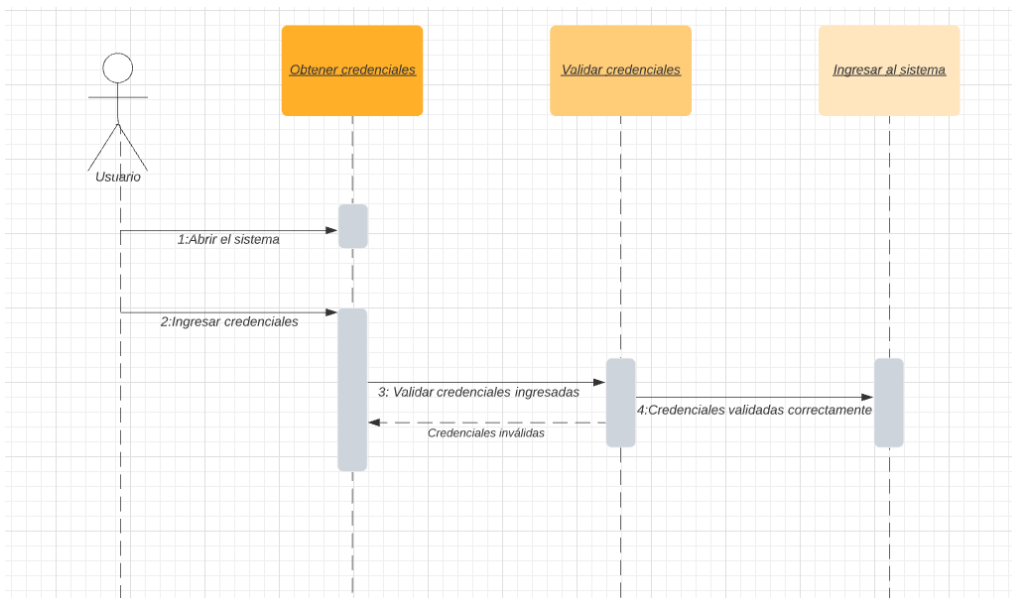 Obtener credenciales
Validar credenciales
Ingresar al sistema
Usuario
1:Abrir el sistema
2:Ingresar credenciales
3: Validar credenciales ingresadas
4:Credenciales validadas correctamente
Credenciales inválidas